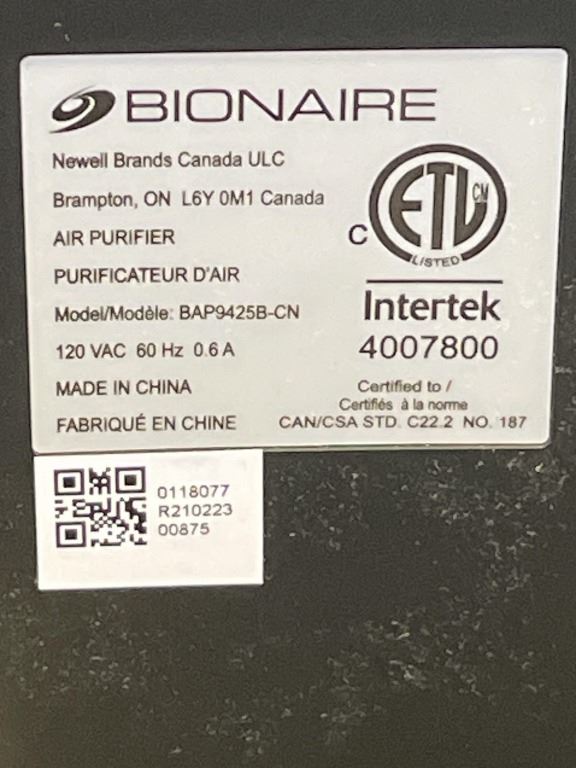 BIONAIRE
Newell Brands Canada ULC
Brampton, ON L6Y 0M1 Canada
AIR PURIFIER
PURIFICATEUR D'AIR
Model/Modèle: BAP9425B-CN
120 VAC 60 Hz 0.6 A
MADE IN CHINA
FABRIQUÉ EN CHINE
C ETL CM
LISTED
Intertek
4007800
Certified to /
Certifiés à la norme
CAN/CSA STD. C22.2 NO. 187
0118077
R210223
00875